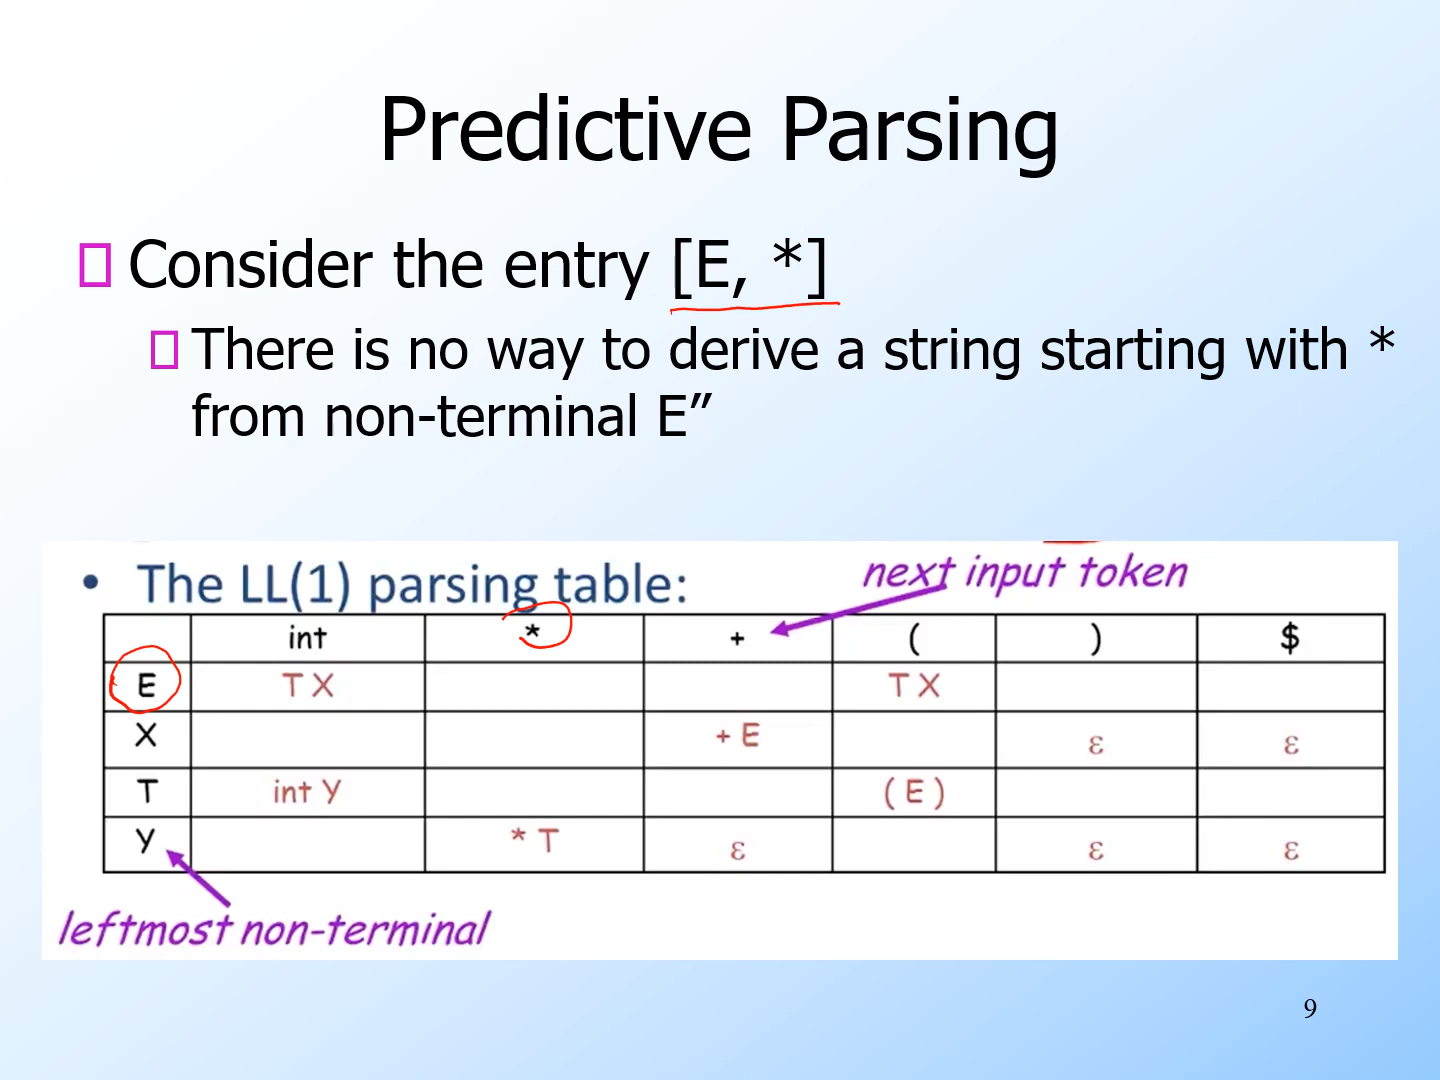 Predictive Parsing
Consider the entry [E, *]
There is no way to derive a string starting with *
from non-terminal E”
• The LL(1) parsing table:
next input token
int * + ( ) $
E T X T X
X + E ε ε
T int Y ( E )
Y * T ε ε ε
leftmost non-terminal
9